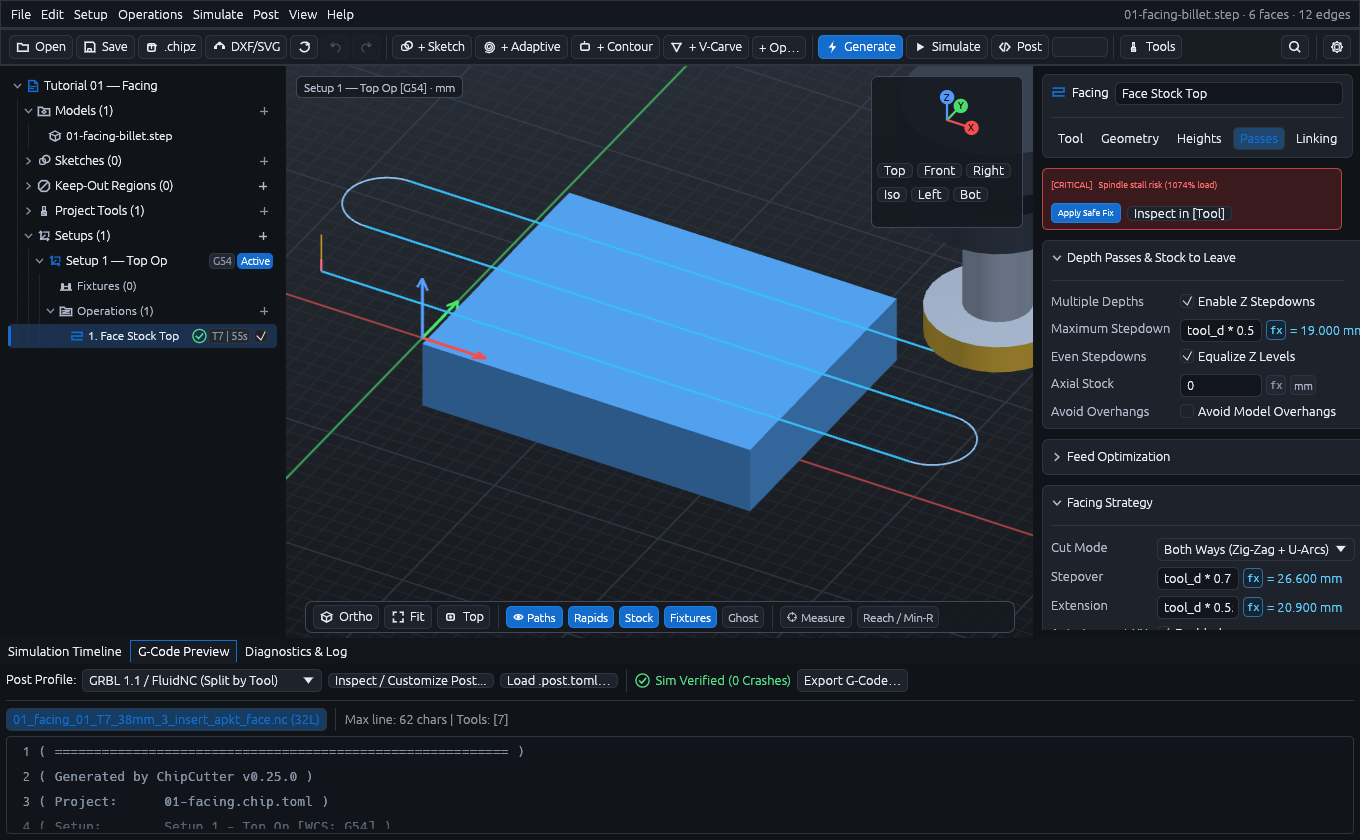 File Edit Setup Operations Simulate Post View Help
01-facing-billet.step · 6 faces · 12 edges
Open Save .chipz DXF/SVG + Sketch + Adaptive + Contour + V-Carve + Op... Generate Simulate Post Tools
Tutorial 01 — Facing
Models (1) +
01-facing-billet.step
Sketches (0) +
Keep-Out Regions (0) +
Project Tools (1) +
Setups (1) +
Setup 1 — Top Op G54 Active
Fixtures (0)
Operations (1) +
1. Face Stock Top T7 | 55s
Setup 1 — Top Op [G54] · mm
Z
Y
X
Top Front Right
Iso Left Bot
Ortho Fit Top Paths Rapids Stock Fixtures Ghost Measure Reach / Min-R
Facing Face Stock Top
Tool Geometry Heights Passes Linking
[CRITICAL] Spindle stall risk (1074% load)
Apply Safe Fix Inspect in [Tool]
Depth Passes & Stock to Leave
Multiple Depths Enable Z Stepdowns
Maximum Stepdown tool_d * 0.5 fx = 19.000 mm
Even Stepdowns Equalize Z Levels
Axial Stock 0 fx mm
Avoid Overhangs Avoid Model Overhangs
Feed Optimization
Facing Strategy
Cut Mode Both Ways (Zig-Zag + U-Arcs)
Stepover tool_d * 0.7 fx = 26.600 mm
Extension tool_d * 0.5. fx = 20.900 mm
Simulation Timeline G-Code Preview Diagnostics & Log
Post Profile: GRBL 1.1 / FluidNC (Split by Tool) Inspect / Customize Post... Load .post.toml... Sim Verified (0 Crashes) Export G-Code...
01_facing_01_T7_38mm_3_insert_apkt_face.nc (32L) Max line: 62 chars | Tools: [7]
1 ( ========================================================== )
2 ( Generated by ChipCutter v0.25.0 )
3 ( Project: 01-facing.chip.toml )
4 ( Setup: Setup 1 - Top Op [WCS: G54] )